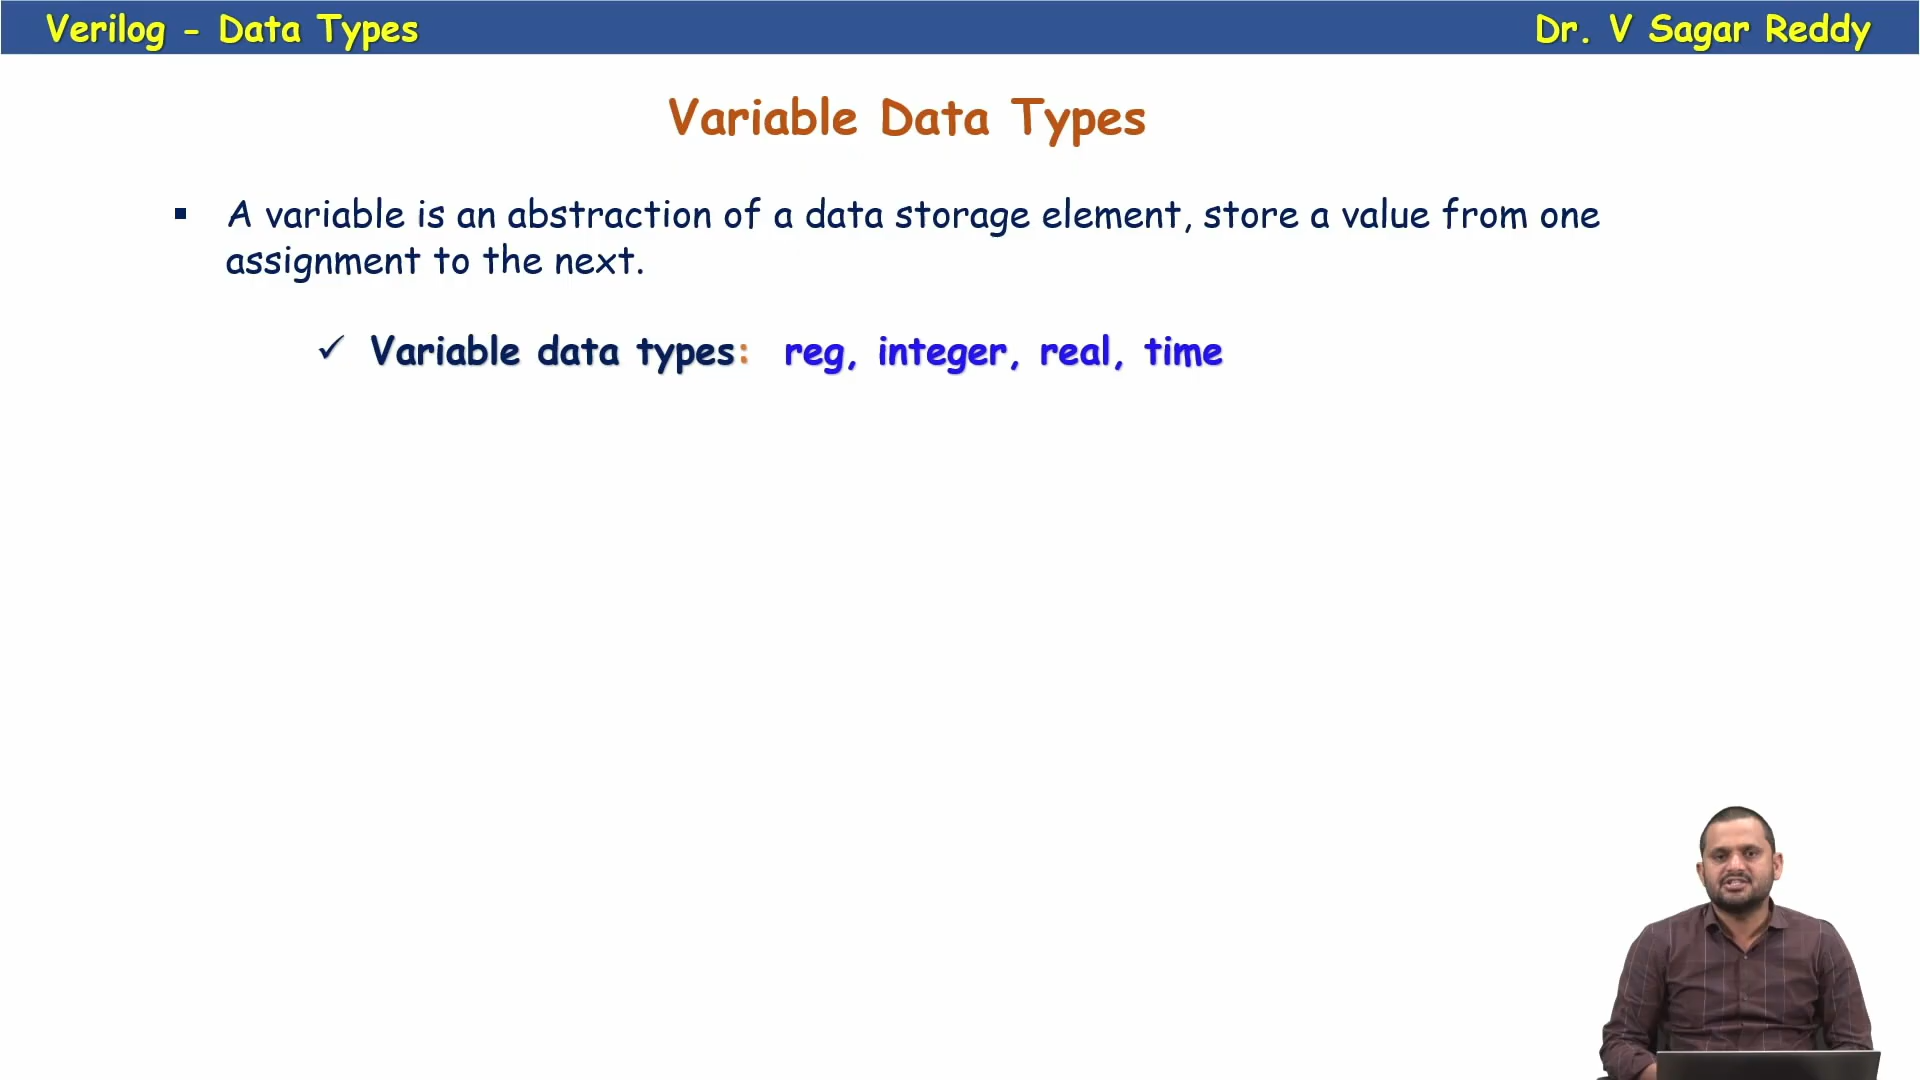 Verilog - Data Types
Dr. V Sagar Reddy
Variable Data Types
▪ A variable is an abstraction of a data storage element, store a value from one
assignment to the next.
✓ Variable data types: reg, integer, real, time